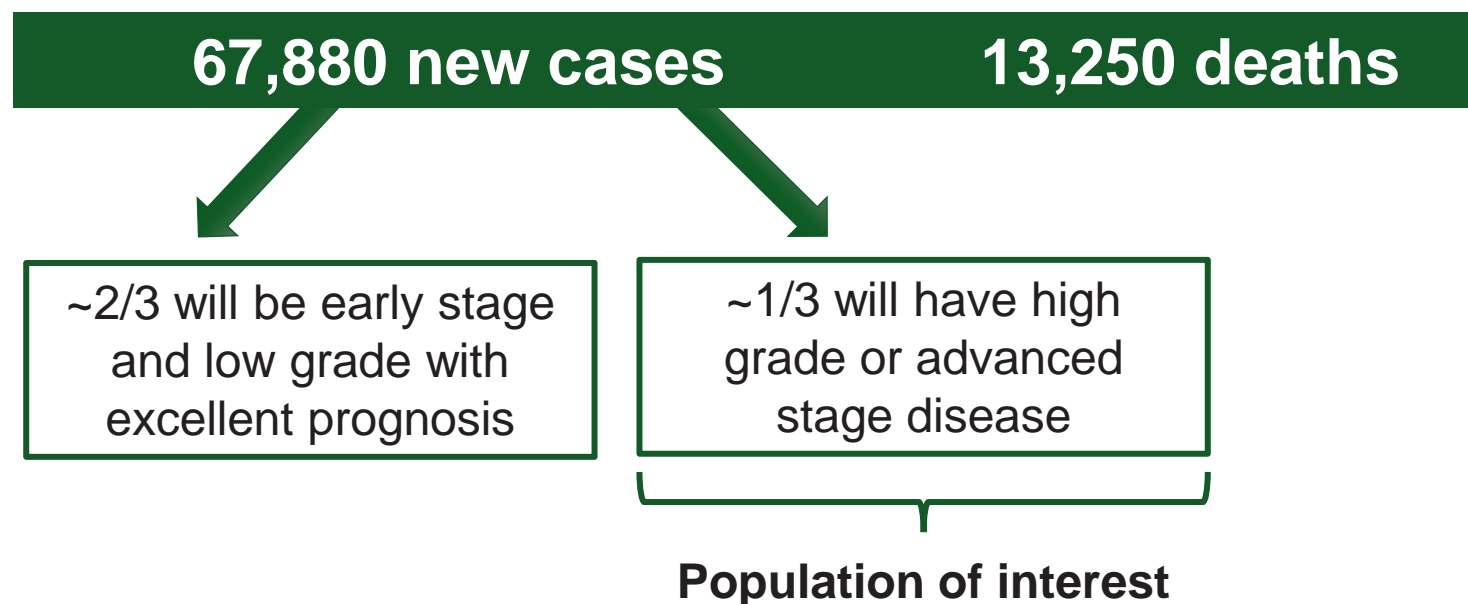 67,880 new cases 13,250 deaths
~2/3 will be early stage
and low grade with
excellent prognosis
~1/3 will have high
grade or advanced
stage disease
Population of interest